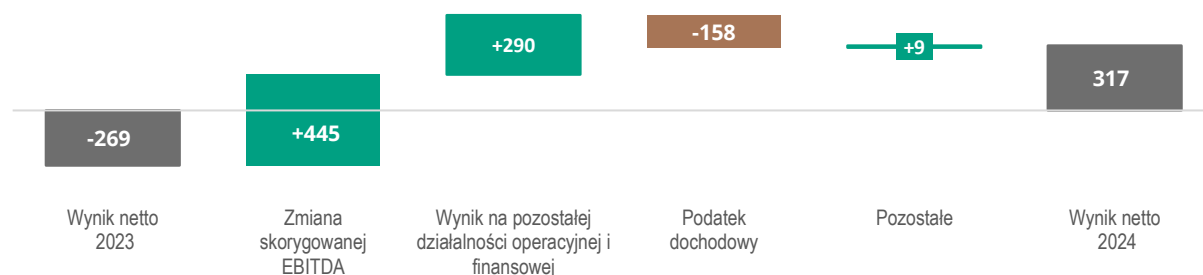 +290
-158
+9
317
-269
+445
Wynik netto
2023
Zmiana
skorygowanej
EBITDA
Wynik na pozostałej
działalności operacyjnej i
finansowej
Podatek
dochodowy
Pozostałe
Wynik netto
2024